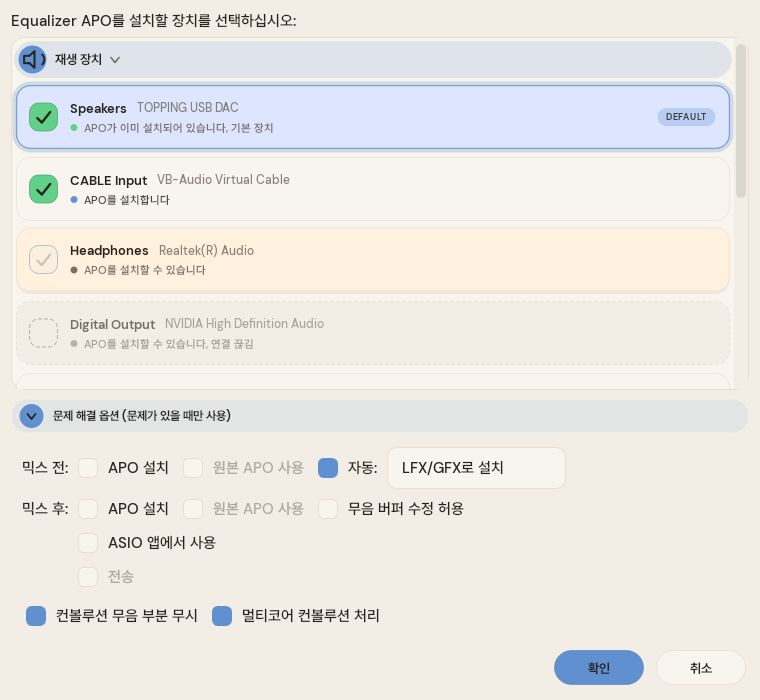 Equalizer APO를 설치할 장치를 선택하십시오:
재생 장치
Speakers TOPPING USB DAC
APO가 이미 설치되어 있습니다, 기본 장치
DEFAULT
CABLE Input VB-Audio Virtual Cable
APO를 설치합니다
Headphones Realtek(R) Audio
APO를 설치할 수 있습니다
Digital Output NVIDIA High Definition Audio
APO를 설치할 수 있습니다, 연결 끊김
문제 해결 옵션 (문제가 있을 때만 사용)
믹스 전: APO 설치 원본 APO 사용 자동: LFX/GFX로 설치
믹스 후: APO 설치 원본 APO 사용 무음 버퍼 수정 허용
ASIO 앱에서 사용
전송
컨볼루션 무음 부분 무시 멀티코어 컨볼루션 처리
확인 취소